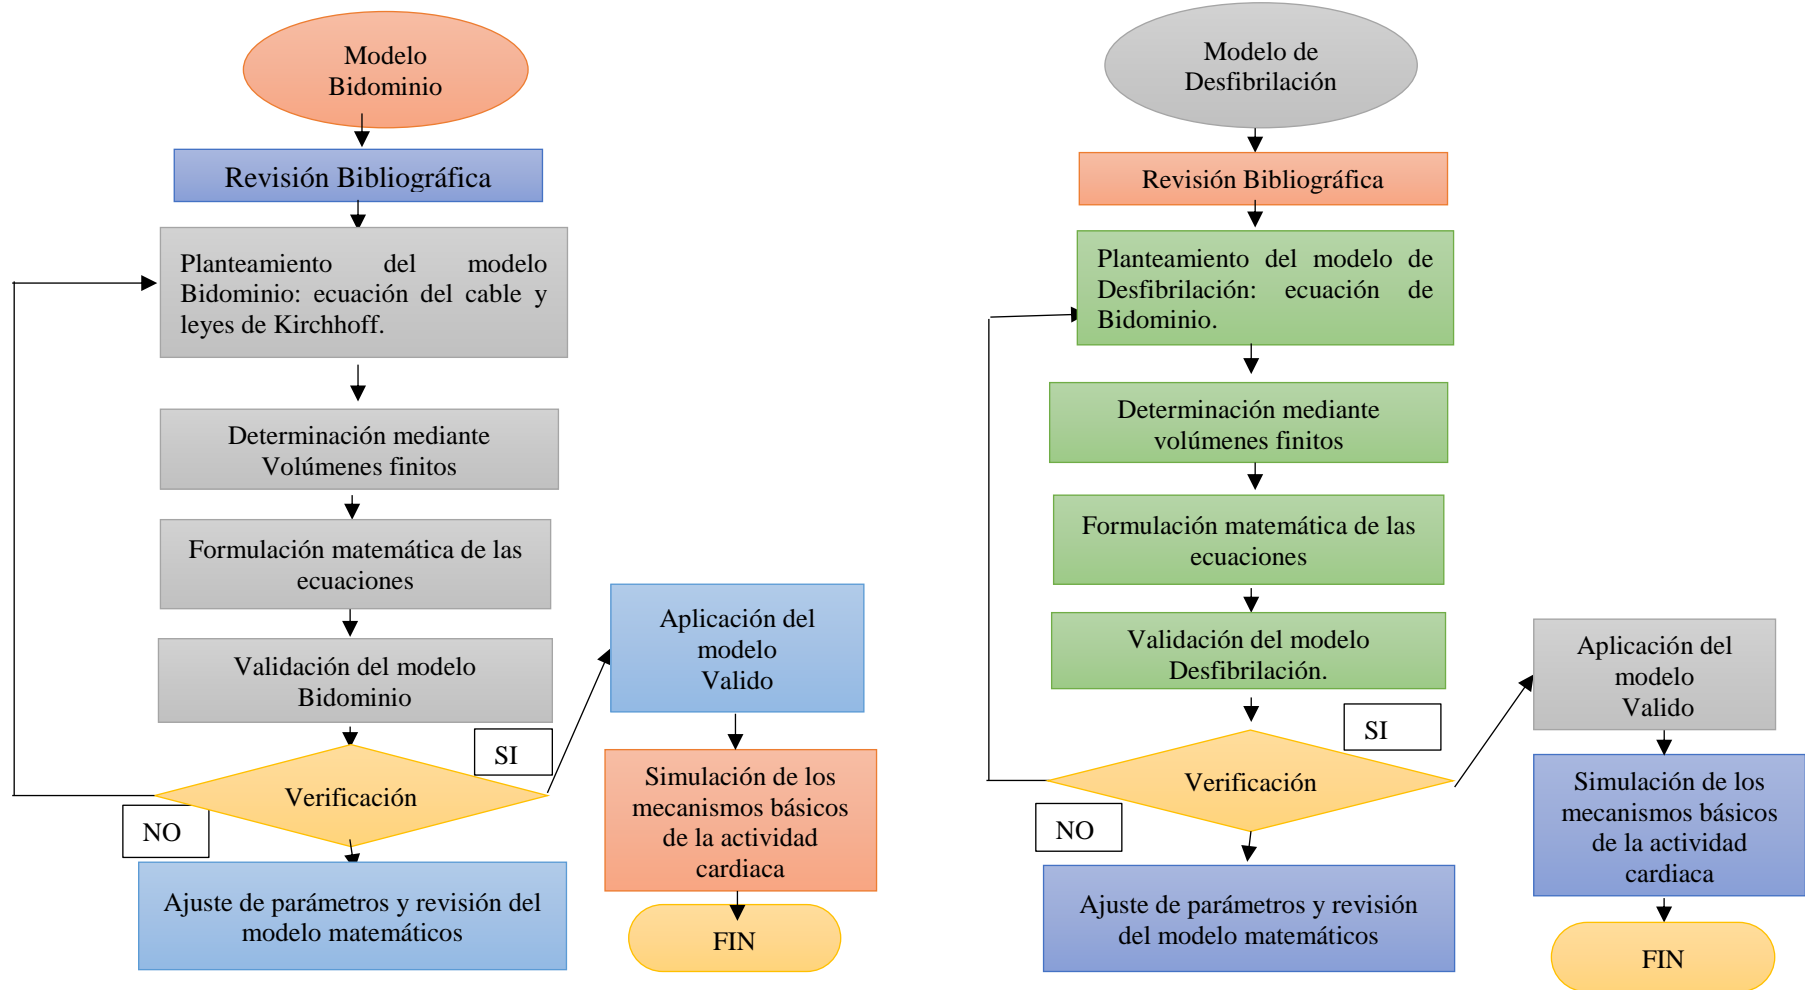 Modelo
Bidominio
Revisión Bibliográfica
Planteamiento del modelo
Bidominio: ecuación del cable y
leyes de Kirchhoff.
Determinación mediante
Volúmenes finitos
Formulación matemática de las
ecuaciones
Validación del modelo
Bidominio
Verificación
SI
NO
Ajuste de parámetros y revisión del
modelo matemáticos
Aplicación del
modelo
Valido
Simulación de los
mecanismos básicos
de la actividad
cardiaca
FIN
Modelo de
Desfibrilación
Revisión Bibliográfica
Planteamiento del modelo de
Desfibrilación: ecuación de
Bidominio.
Determinación mediante
volúmenes finitos
Formulación matemática de las
ecuaciones
Validación del modelo
Desfibrilación.
Verificación
SI
NO
Ajuste de parámetros y revisión
del modelo matemáticos
Aplicación del
modelo
Valido
Simulación de los
mecanismos básicos
de la actividad
cardiaca
FIN